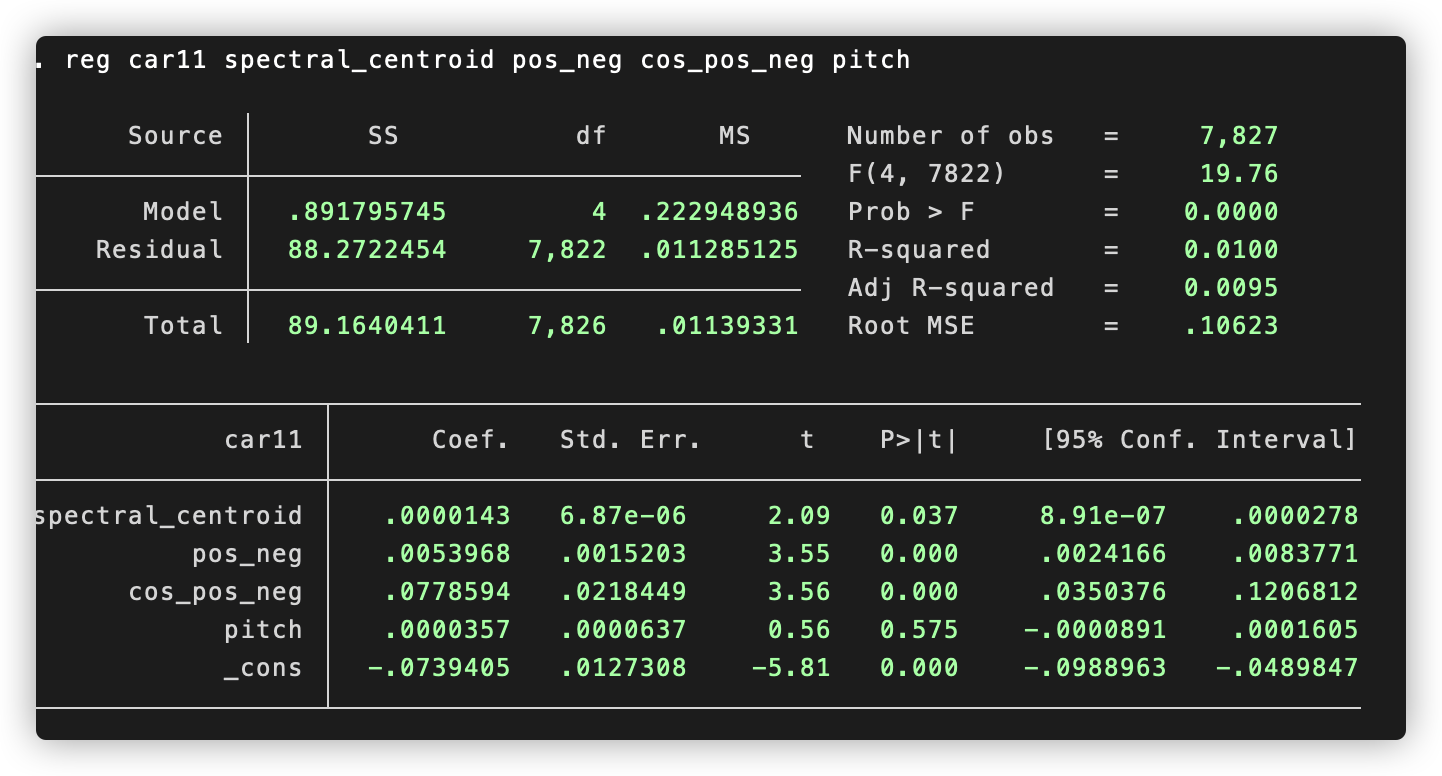 . reg car11 spectral_centroid pos_neg cos_pos_neg pitch
Source SS df MS Number of obs = 7,827
F(4, 7822) = 19.76
Model .891795745 4 .222948936 Prob > F = 0.0000
Residual 88.2722454 7,822 .011285125 R-squared = 0.0100
Adj R-squared = 0.0095
Total 89.1640411 7,826 .01139331 Root MSE = .10623
car11 Coef. Std. Err. t P>|t| [95% Conf. Interval]
spectral_centroid .0000143 6.87e-06 2.09 0.037 8.91e-07 .0000278
pos_neg .0053968 .0015203 3.55 0.000 .0024166 .0083771
cos_pos_neg .0778594 .0218449 3.56 0.000 .0350376 .1206812
pitch .0000357 .0000637 0.56 0.575 -.0000891 .0001605
_cons -.0739405 .0127308 -5.81 0.000 -.0988963 -.0489847